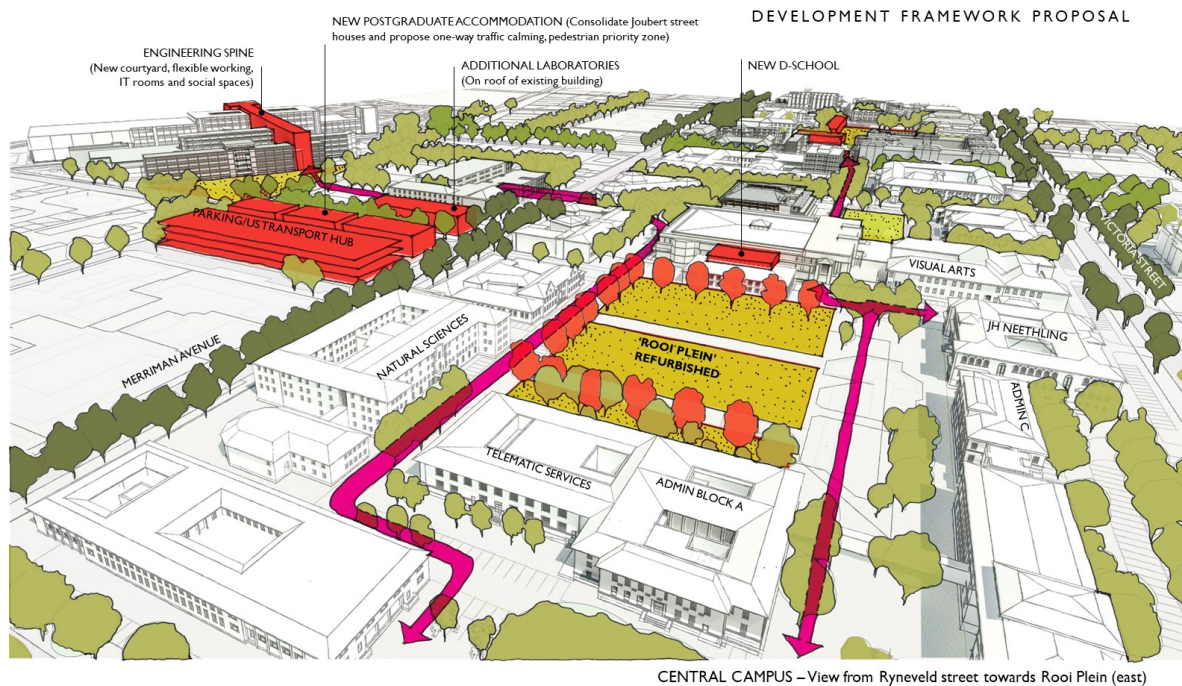 DEVELOPMENT FRAMEWORK PROPOSAL
NEW POSTGRADUATE ACCOMMODATION (Consolidate Joubert street
houses and propose one-way traffic calming, pedestrian priority zone)
ENGINEERING SPINE
(New courtyard, flexible working,
IT rooms and social spaces)
ADDITIONAL LABORATORIES
(On roof of existing building)
NEW D-SCHOOL
PARKING/US TRANSPORT HUB
VICTORIA STREET
VISUAL ARTS
JH NEETHLING
MERRIMAN AVENUE
NATURAL SCIENCES
'ROOI PLEIN'
REFURBISHED
ADMIN C
TELEMATIC SERVICES
ADMIN BLOCK A
CENTRAL CAMPUS – View from Ryneveld street towards Rooi Plein (east)